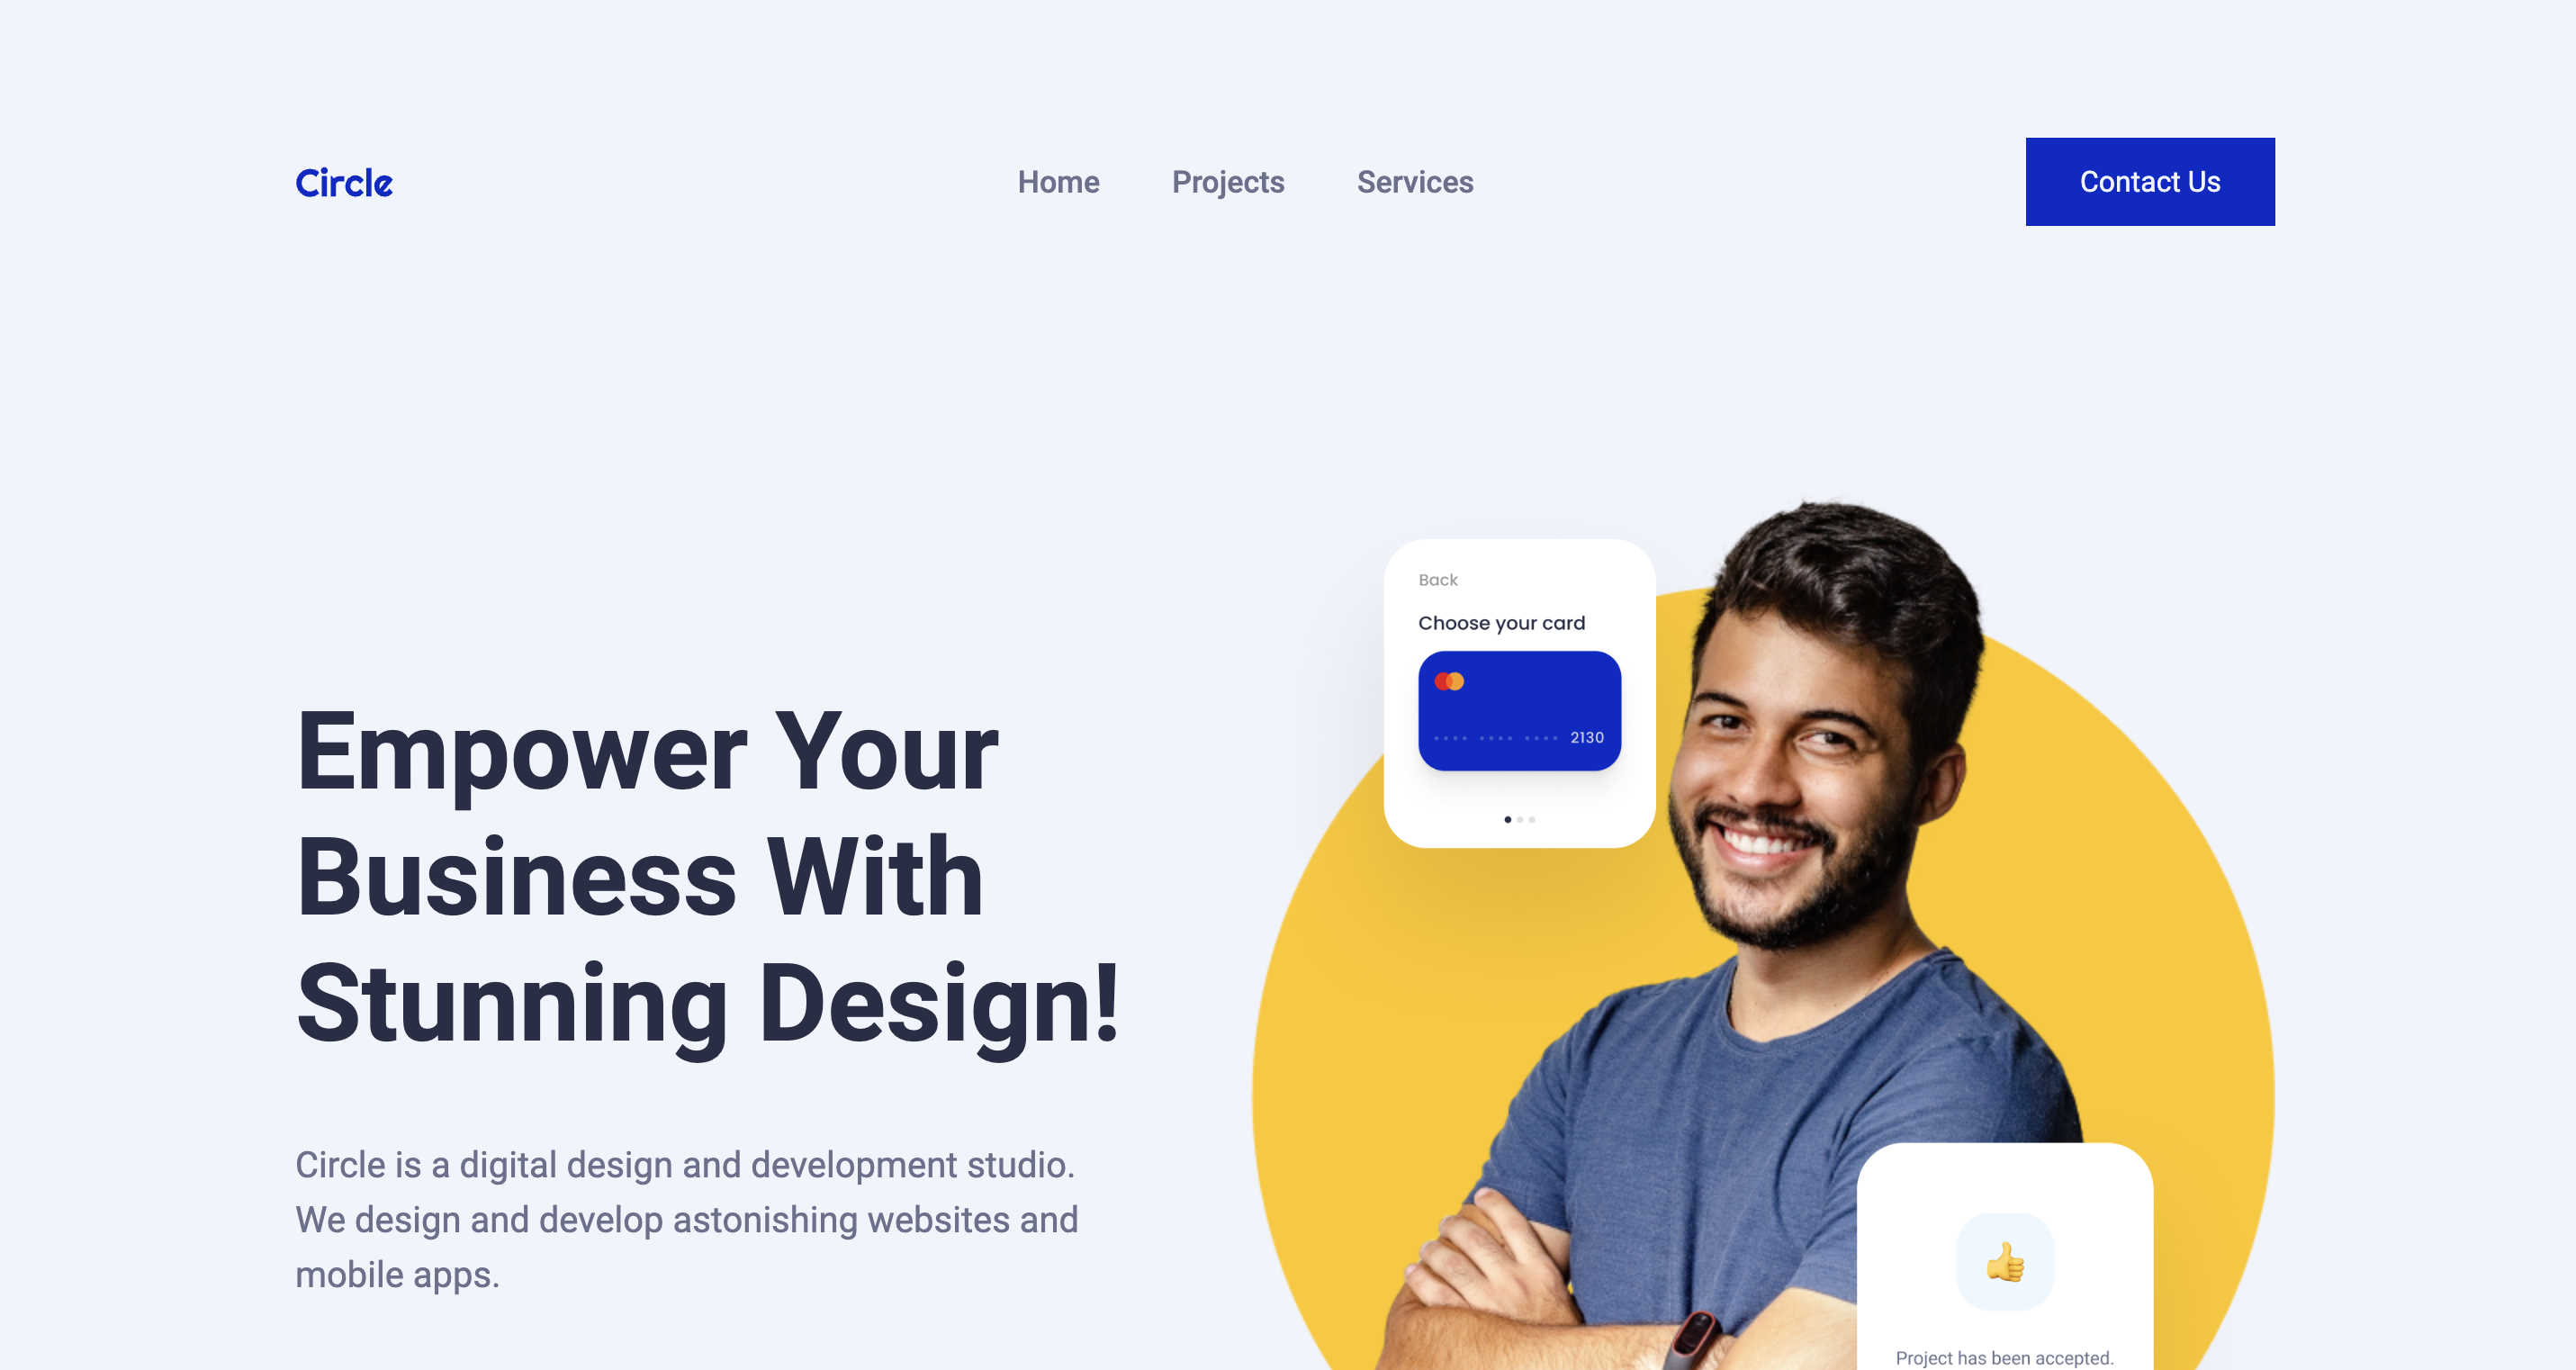 Circle
Home
Projects
Services
Contact Us
Back
Choose your card
2130
Empower Your
Business With
Stunning Design!
Circle is a digital design and development studio.
We design and develop astonishing websites and
mobile apps.
Project has been accepted.